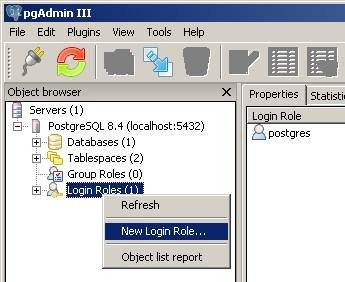 pgAdmin III
File Edit Plugins View Tools Help
Object browser
Servers (1)
PostgreSQL 8.4 (localhost:5432)
Databases (1)
Tablespaces (2)
Group Roles (0)
Login Roles (1)
Refresh
New Login Role...
Object list report
Properties Statistic
Login Role
postgres